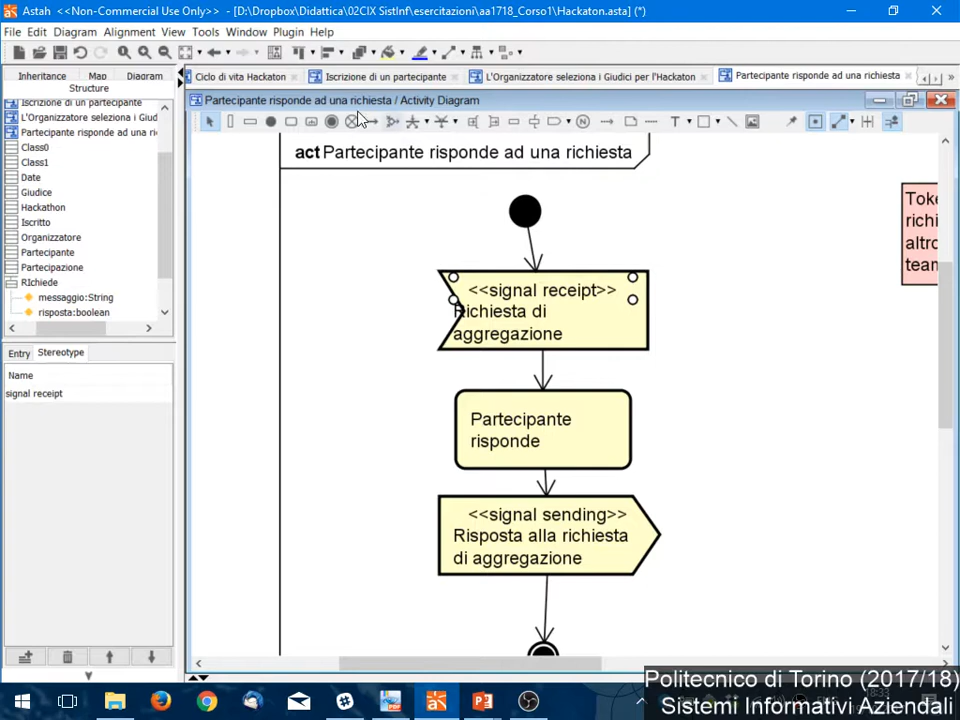 Astah <<Non-Commercial Use Only>> - [D:\Dropbox\Didattica\02CIX SistInf\esercitazioni\aa1718_Corso1\Hackaton.asta] (*)
File Edit Diagram Alignment View Tools Window Plugin Help
Inheritance Map Diagram
Structure
Ciclo di vita Hackaton
Iscrizione di un partecipante
L'Organizzatore seleziona i Giudici per l'Hackaton
Partecipante risponde ad una richiesta
Partecipante risponde ad una richiesta / Activity Diagram
Iscrizione di un partecipante
L'Organizzatore seleziona i Giud
Partecipante risponde ad una ri
Class0
Class1
Date
Giudice
Hackathon
Iscritto
Organizzatore
Partecipante
Partecipazione
RIchiede
messaggio:String
risposta:boolean
Entry Stereotype
Name
signal receipt
act Partecipante risponde ad una richiesta
<<signal receipt>>
Richiesta di
aggregazione
Partecipante
risponde
<<signal sending>>
Risposta alla richiesta
di aggregazione
Toke
richi
altro
team
Politecnico di Torino (2017/18)
Sistemi Informativi Aziendali